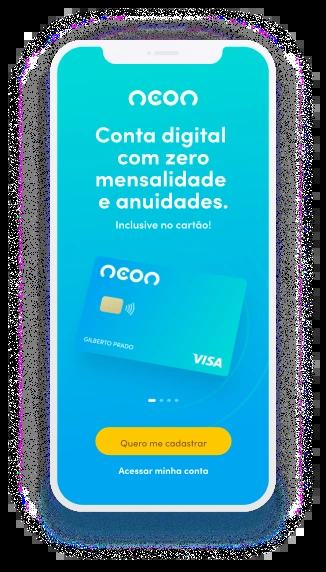 neon
Conta digital
com zero
mensalidade
e anuidades.
Inclusive no cartão!
neon
GILBERTO PRADO
VISA
Quero me cadastrar
Acessar minha conta